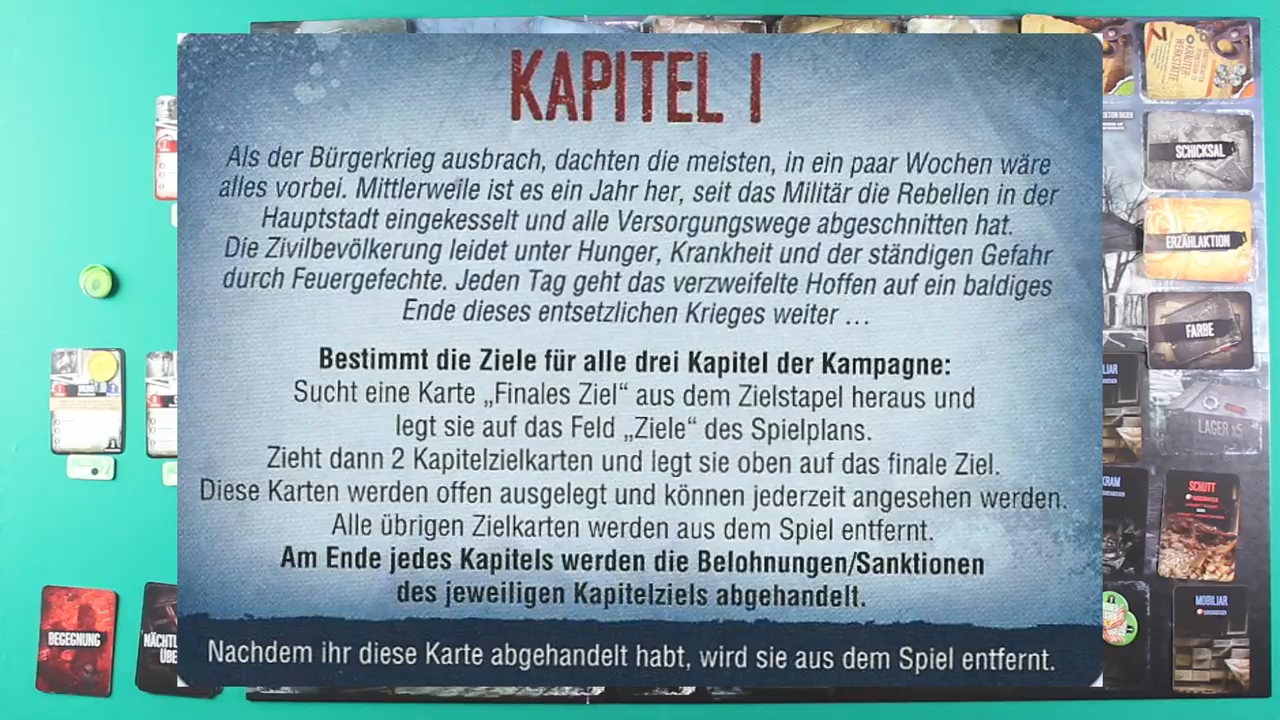 KAPITEL I
Als der Bürgerkrieg ausbrach, dachten die meisten, in ein paar Wochen wäre
alles vorbei. Mittlerweile ist es ein Jahr her, seit das Militär die Rebellen in der
Hauptstadt eingekesselt und alle Versorgungswege abgeschnitten hat.
Die Zivilbevölkerung leidet unter Hunger, Krankheit und der ständigen Gefahr
durch Feuergefechte. Jeden Tag geht das verzweifelte Hoffen auf ein baldiges
Ende dieses entsetzlichen Krieges weiter ...
Bestimmt die Ziele für alle drei Kapitel der Kampagne:
Sucht eine Karte „Finales Ziel“ aus dem Zielstapel heraus und
legt sie auf das Feld „Ziele“ des Spielplans.
Zieht dann 2 Kapitelzielkarten und legt sie oben auf das finale Ziel.
Diese Karten werden offen ausgelegt und können jederzeit angesehen werden.
Alle übrigen Zielkarten werden aus dem Spiel entfernt.
Am Ende jedes Kapitels werden die Belohnungen/Sanktionen
des jeweiligen Kapitelziels abgehandelt.
Nachdem ihr diese Karte abgehandelt habt, wird sie aus dem Spiel entfernt.
KRÄUTER-
WERKSTÄTTE
SCHICKSAL
ERZÄHLAKTION
FARBE
LAGER x5
SCHUTT
MOBILIAR
BEGEGNUNG
NÄCHTL
ÜBE